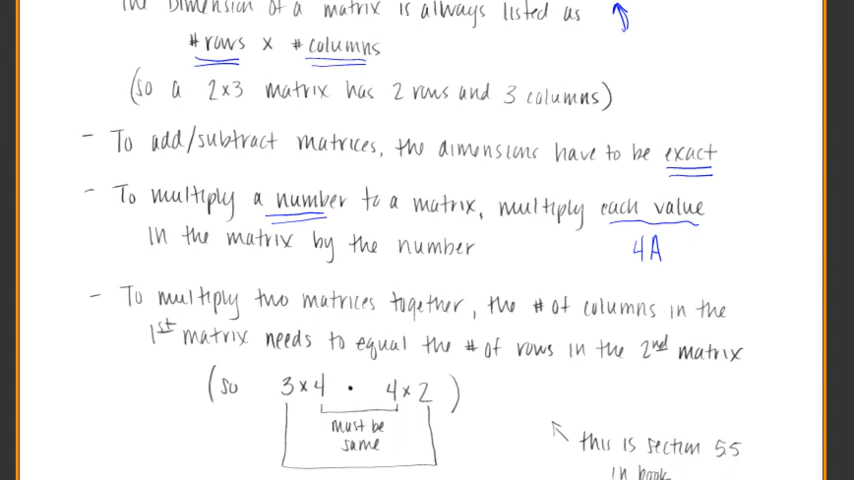 The Dimension of a matrix is always listed as
# rows x # columns
(so a 2x3 matrix has 2 rows and 3 columns)
- To add/subtract matrices, the dimensions have to be exact
- To multiply a number to a matrix, multiply each value
in the matrix by the number
4A
- To multiply two matrices together, the # of columns in the
1st matrix needs to equal the # of rows in the 2nd matrix
(so 3x4 · 4x2)
must be
same
this is section 5.5
in book